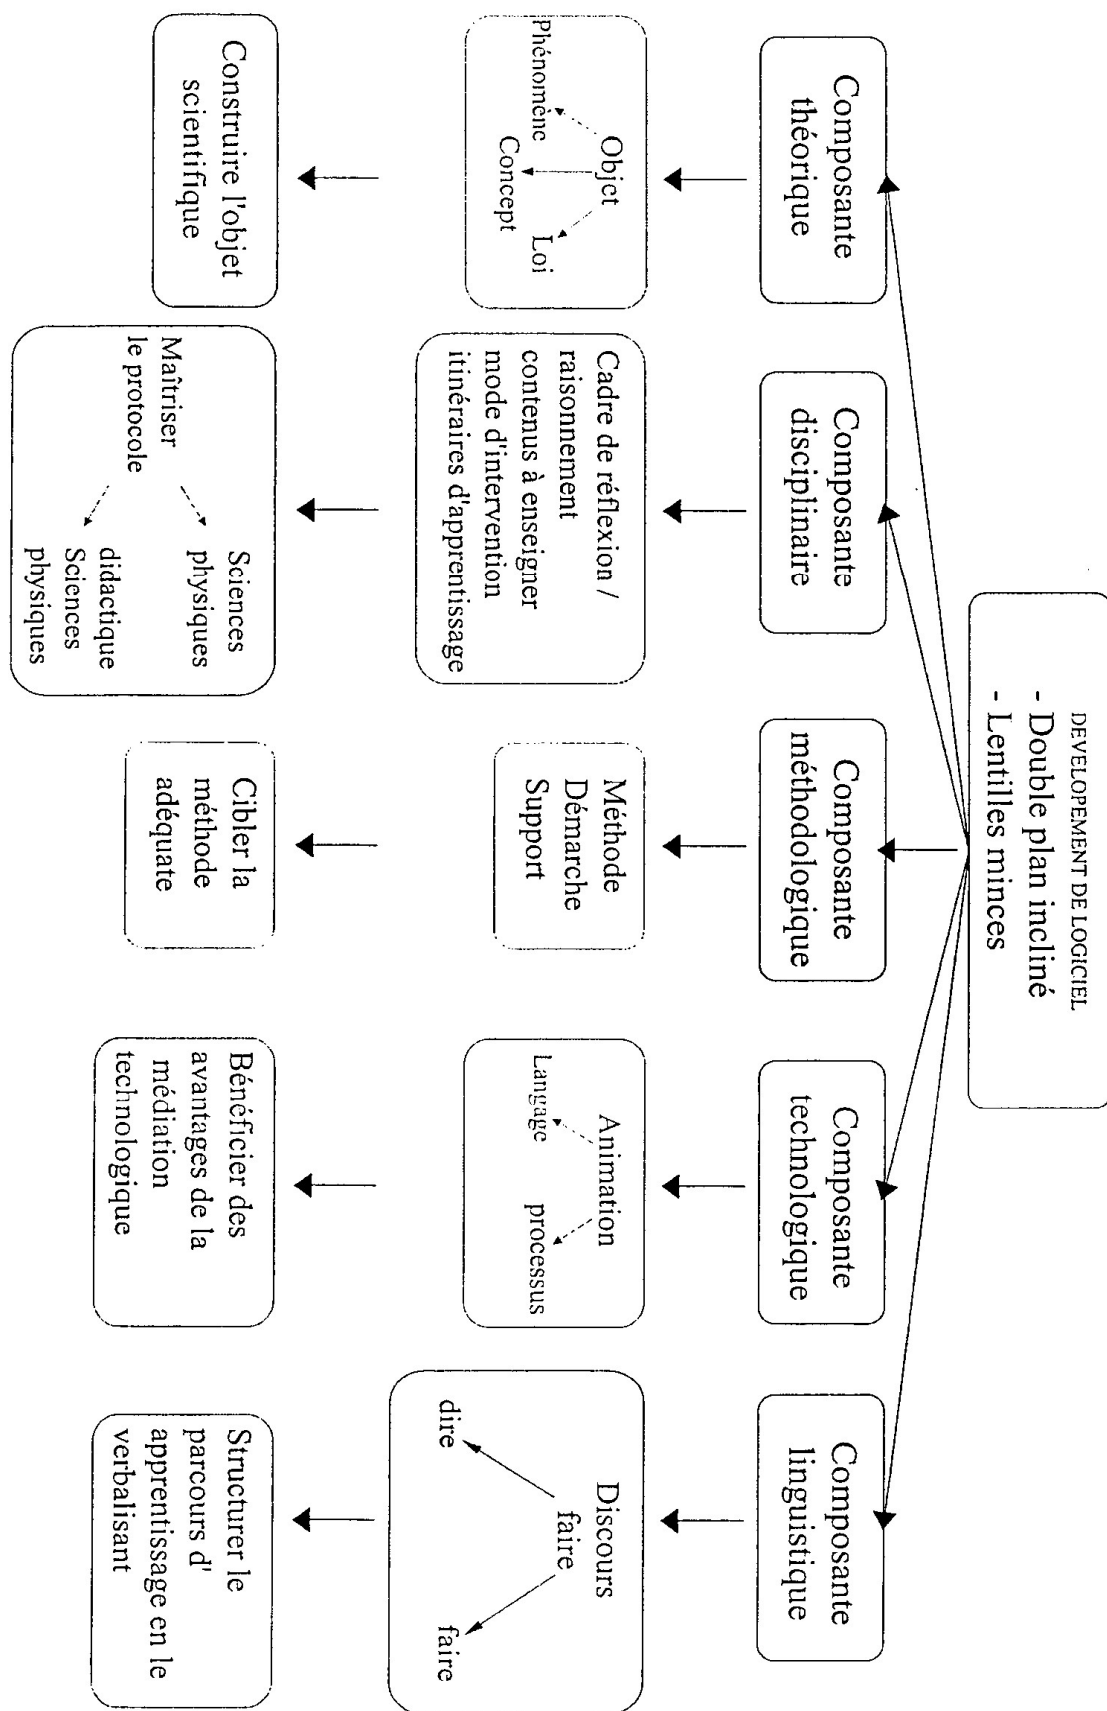 DEVELOPEMENT DE LOGICIEL
- Double plan incliné
- Lentilles minces
Composante
théorique
Composante
disciplinaire
Composante
méthodologique
Composante
technologique
Composante
linguistique
Objet
Phénomène
Concept
Loi
Cadre de réflexion /
raisonnement
contenus à enseigner
mode d'intervention
itinéraires d'apprentissage
Méthode
Démarche
Support
Animation
Langage
processus
Discours
faire
dire
faire
Construire l'objet
scientifique
Maîtriser
le protocole
Sciences
physiques
didactique
Sciences
physiques
Cibler la
méthode
adéquate
Bénéficier des
avantages de la
médiation
technologique
Structurer le
parcours d'
apprentissage en le
verbalisant